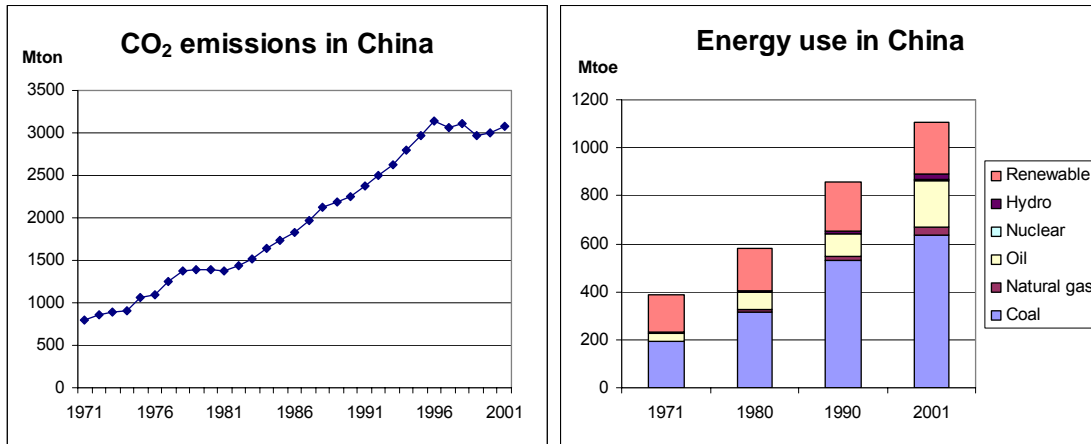 CO₂ emissions in China
Mton
3500
3000
2500
2000
1500
1000
500
0
1971 1976 1981 1986 1991 1996 2001
Energy use in China
Mtoe
1200
1000
800
600
400
200
0
1971 1980 1990 2001
Renewable
Hydro
Nuclear
Oil
Natural gas
Coal